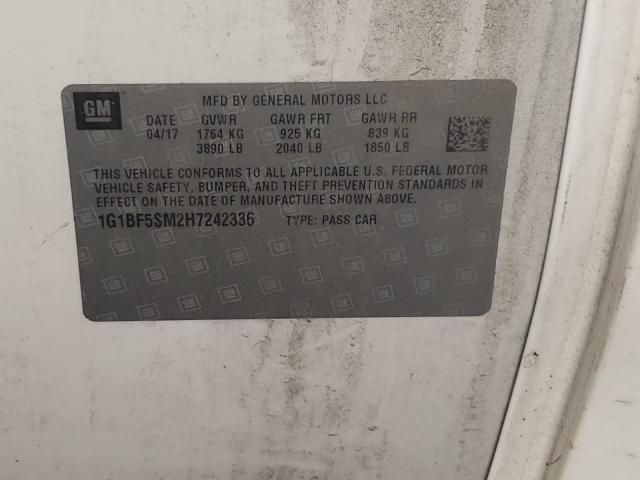 GM
MFD BY GENERAL MOTORS LLC
DATE GVWR GAWR FRT GAWR RR
04/17 1764 KG 925 KG 839 KG
3890 LB 2040 LB 1850 LB
THIS VEHICLE CONFORMS TO ALL APPLICABLE U.S. FEDERAL MOTOR
VEHICLE SAFETY, BUMPER, AND THEFT PREVENTION STANDARDS IN
EFFECT ON THE DATE OF MANUFACTURE SHOWN ABOVE.
1G1BF5SM2H7242336 TYPE: PASS CAR